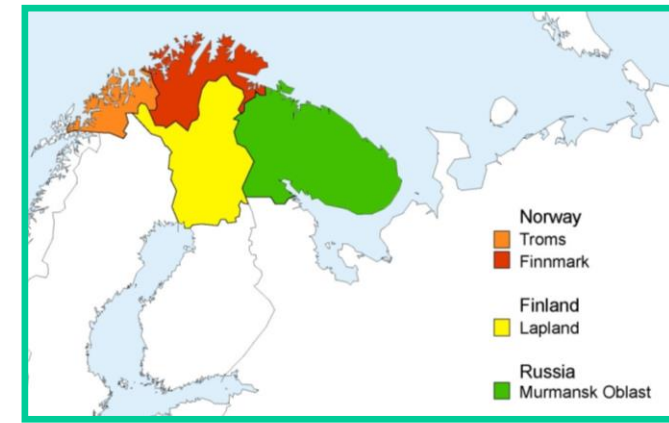 Norway
Troms
Finnmark
Finland
Lapland
Russia
Murmansk Oblast